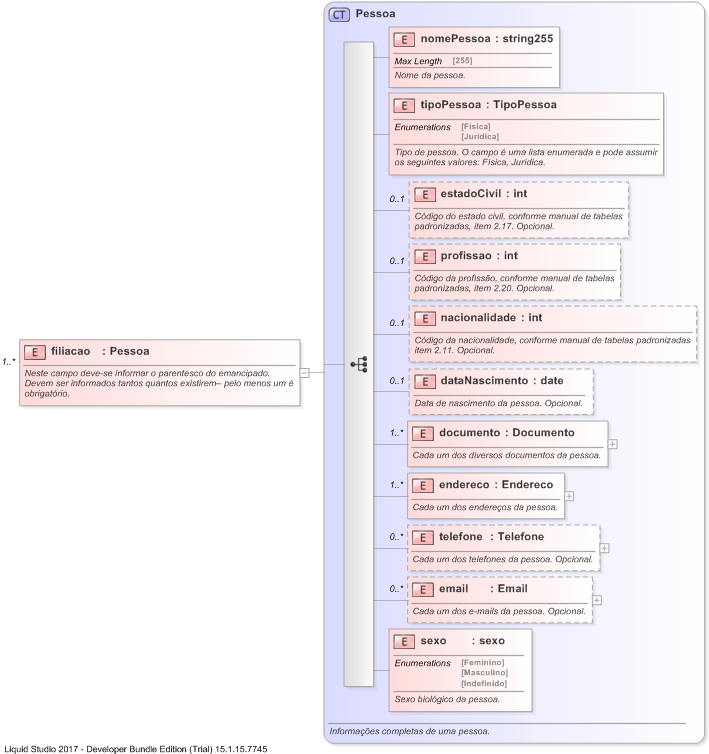 CT Pessoa
E nomePessoa : string255
Max Length [255]
Nome da pessoa.
E tipoPessoa : TipoPessoa
Enumerations [Física]
[Jurídica]
Tipo de pessoa. O campo é uma lista enumerada e pode assumir
os seguintes valores: Física, Jurídica.
0..1
E estadoCivil : int
Código do estado civil, conforme manual de tabelas
padronizadas, item 2.17. Opcional.
0..1
E profissao : int
Código da profissão, conforme manual de tabelas
padronizadas, item 2.20. Opcional.
0..1
E nacionalidade : int
Código da nacionalidade, conforme manual de tabelas padronizadas
item 2.11. Opcional.
1..*
E filiacao : Pessoa
Neste campo deve-se informar o parentesco do emancipado.
Devem ser informados tantos quantos existirem– pelo menos um é
obrigatório.
0..1
E dataNascimento : date
Data de nascimento da pessoa. Opcional.
1..*
E documento : Documento
Cada um dos diversos documentos da pessoa.
1..*
E endereco : Endereco
Cada um dos endereços da pessoa.
0..*
E telefone : Telefone
Cada um dos telefones da pessoa. Opcional.
0..*
E email : Email
Cada um dos e-mails da pessoa. Opcional.
E sexo : sexo
Enumerations [Feminino]
[Masculino]
[Indefinido]
Sexo biológico da pessoa.
Informações completas de uma pessoa.
Liquid Studio 2017 - Developer Bundle Edition (Trial) 15.1.15.7745